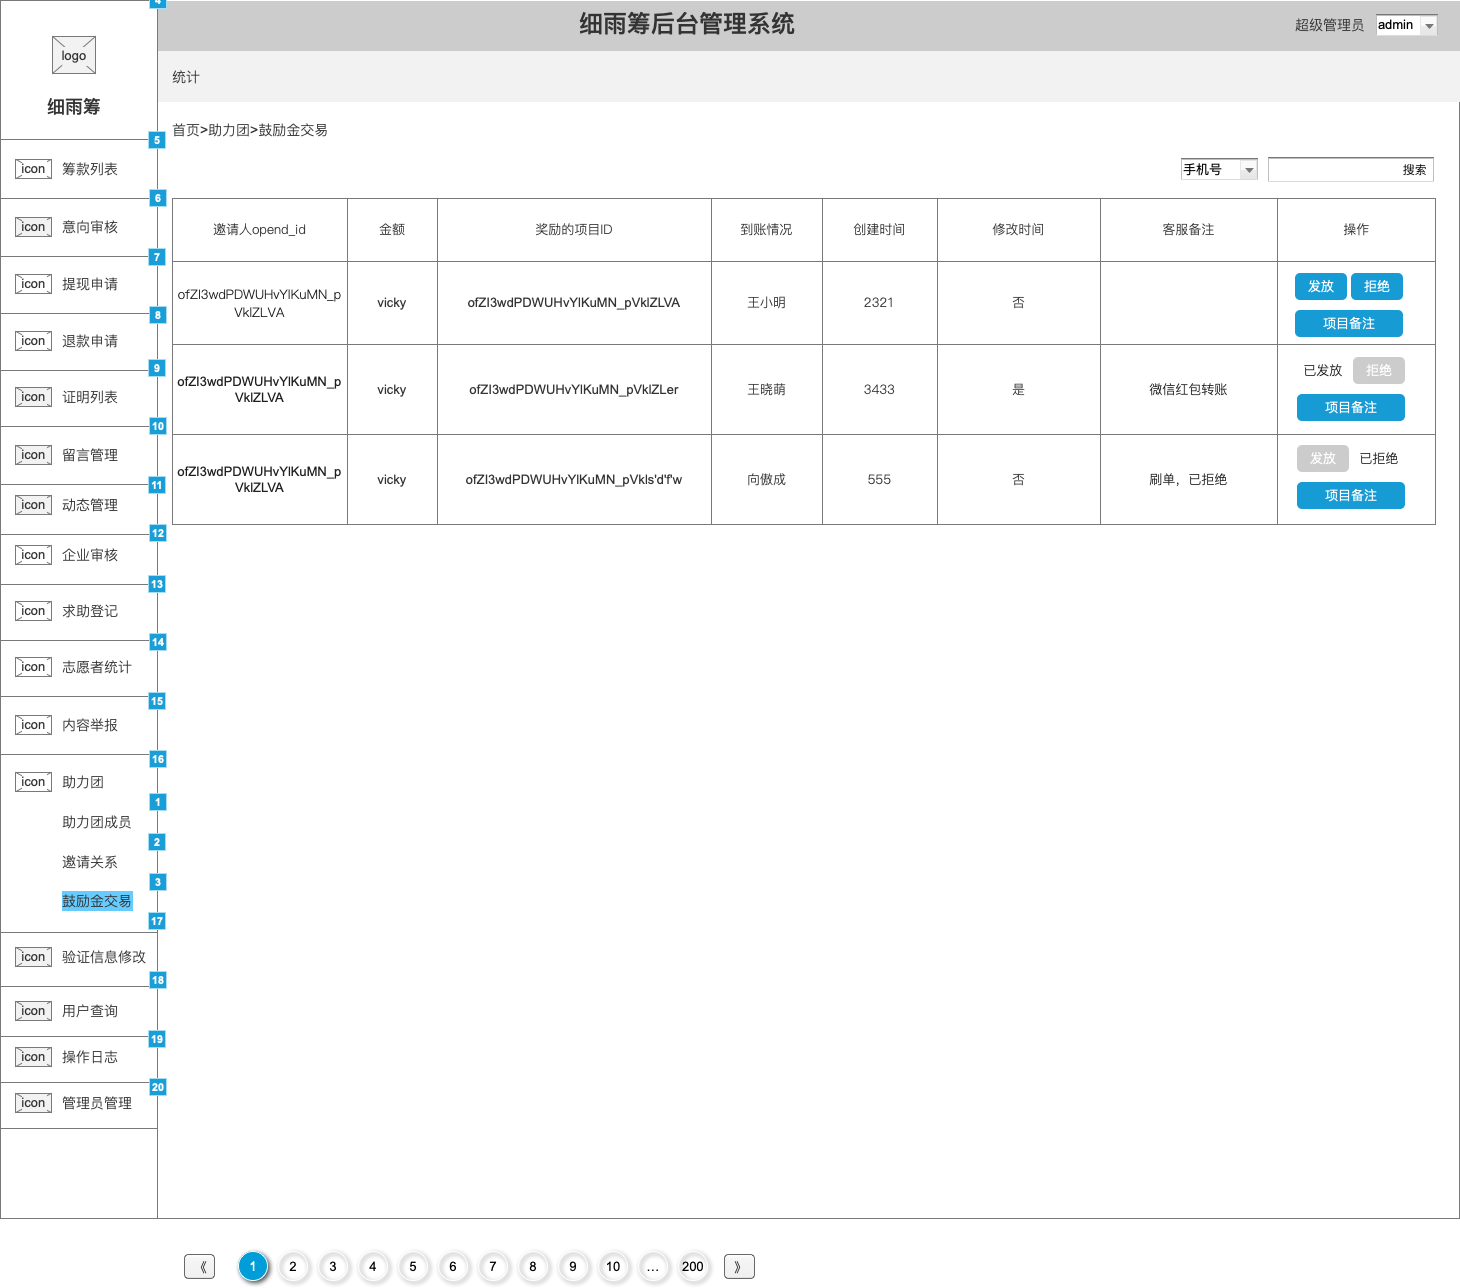 细雨筹后台管理系统
超级管理员 admin
logo
细雨筹
统计
首页>助力团>鼓励金交易
手机号 搜索
4
5
icon 筹款列表
6
icon 意向审核
7
icon 提现申请
8
icon 退款申请
9
icon 证明列表
10
icon 留言管理
11
icon 动态管理
12
icon 企业审核
13
icon 求助登记
14
icon 志愿者统计
15
icon 内容举报
16
icon 助力团
1
助力团成员
2
邀请关系
3
鼓励金交易
17
icon 验证信息修改
18
icon 用户查询
19
icon 操作日志
20
icon 管理员管理
邀请人opend_id 金额 奖励的项目ID 到账情况 创建时间 修改时间 客服备注 操作
ofZI3wdPDWUHvYlKuMN_p
VklZLVA
vicky ofZI3wdPDWUHvYlKuMN_pVklZLVA 王小明 2321 否
发放 拒绝
项目备注
ofZI3wdPDWUHvYlKuMN_p
VklZLVA
vicky ofZI3wdPDWUHvYlKuMN_pVklZLer 王晓萌 3433 是 微信红包转账
已发放 拒绝
项目备注
ofZI3wdPDWUHvYlKuMN_p
VklZLVA
vicky ofZI3wdPDWUHvYlKuMN_pVkls'd'f'w 向傲成 555 否 刷单，已拒绝
发放 已拒绝
项目备注
《 1 2 3 4 5 6 7 8 9 10 ... 200 》